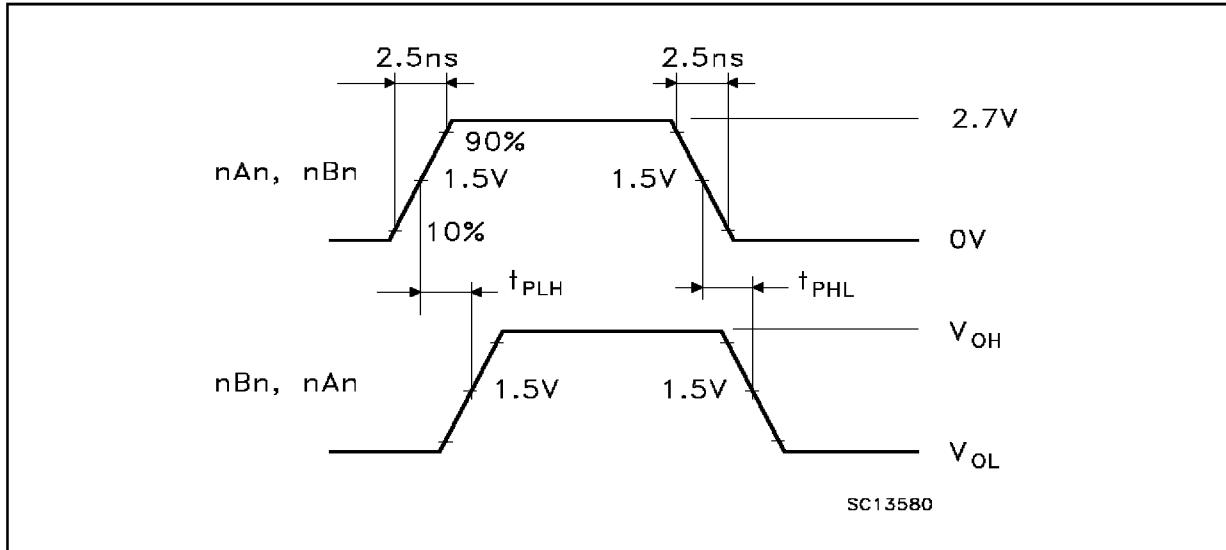 2.5ns 2.5ns
2.7V
90%
nAn, nBn 1.5V 1.5V
10% 0V
tPLH tPHL
VOH
nBn, nAn 1.5V 1.5V
VOL
SC13580